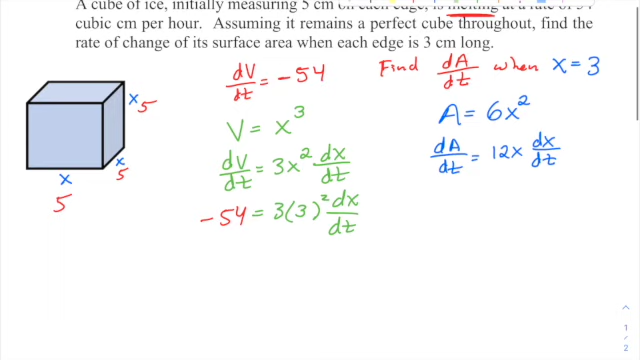 A cube of ice, initially measuring 5 cm on each edge, is melting at a rate of 54
cubic cm per hour. Assuming it remains a perfect cube throughout, find the
rate of change of its surface area when each edge is 3 cm long.
dV/dt = -54
Find dA/dt when x = 3
x 5
x 5
x
5
V = x³
dV/dt = 3x² dx/dt
-54 = 3(3)² dx/dt
A = 6x²
dA/dt = 12x dx/dt
1
/
2